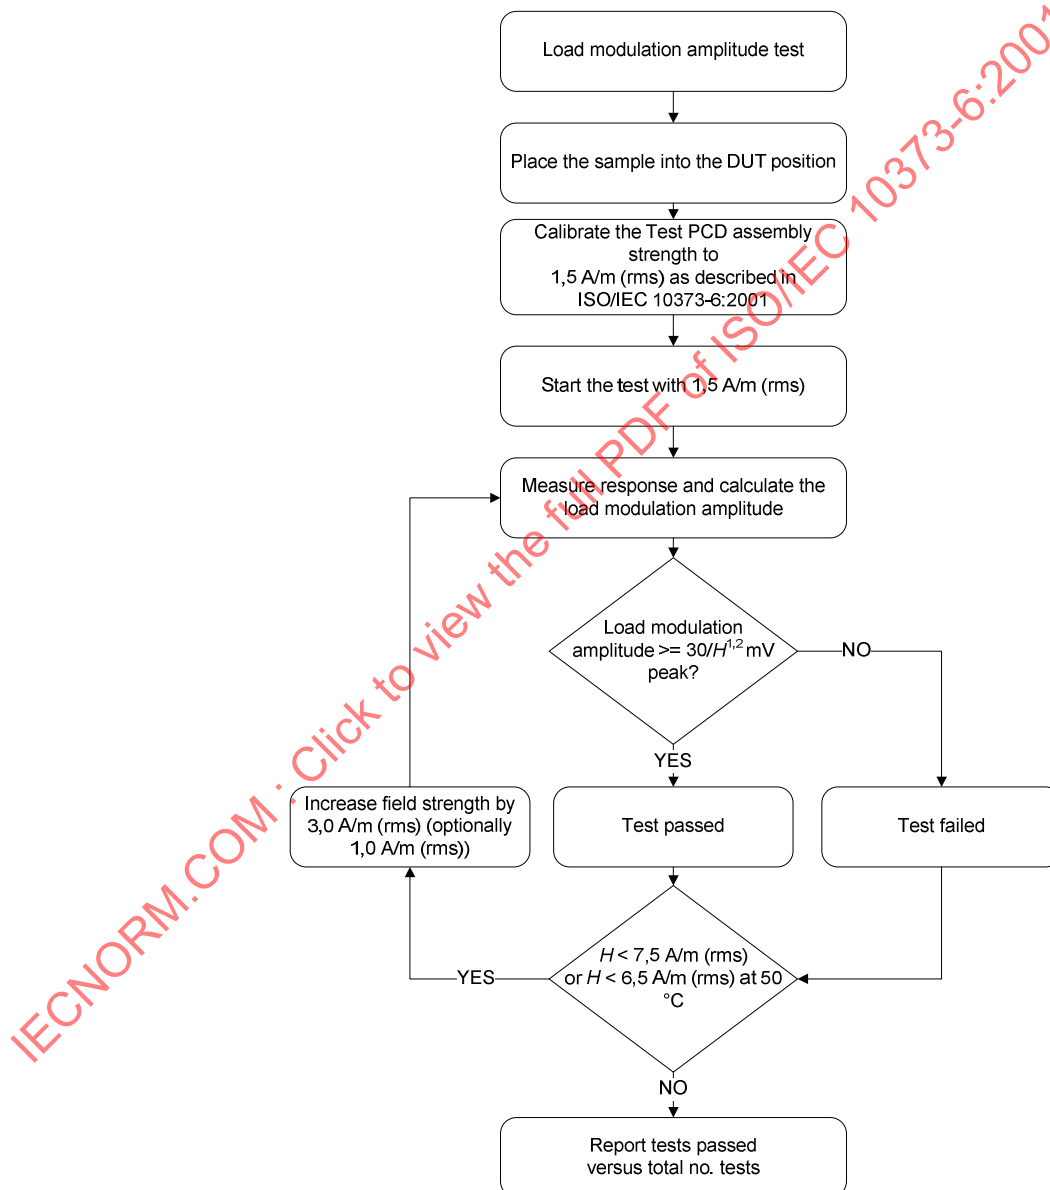 Load modulation amplitude test
Place the sample into the DUT position
Calibrate the Test PCD assembly
strength to
1,5 A/m (rms) as described in
ISO/IEC 10373-6:2001
Start the test with 1,5 A/m (rms)
Measure response and calculate the
load modulation amplitude
Load modulation
amplitude >= 30/H^1,2 mV
peak?
NO
YES
Increase field strength by
3,0 A/m (rms) (optionally
1,0 A/m (rms))
Test passed
Test failed
H < 7,5 A/m (rms)
or H < 6,5 A/m (rms) at 50
°C
YES
NO
Report tests passed
versus total no. tests
IECNORM.COM : Click to view the full PDF of ISO/IEC 10373-6:2001